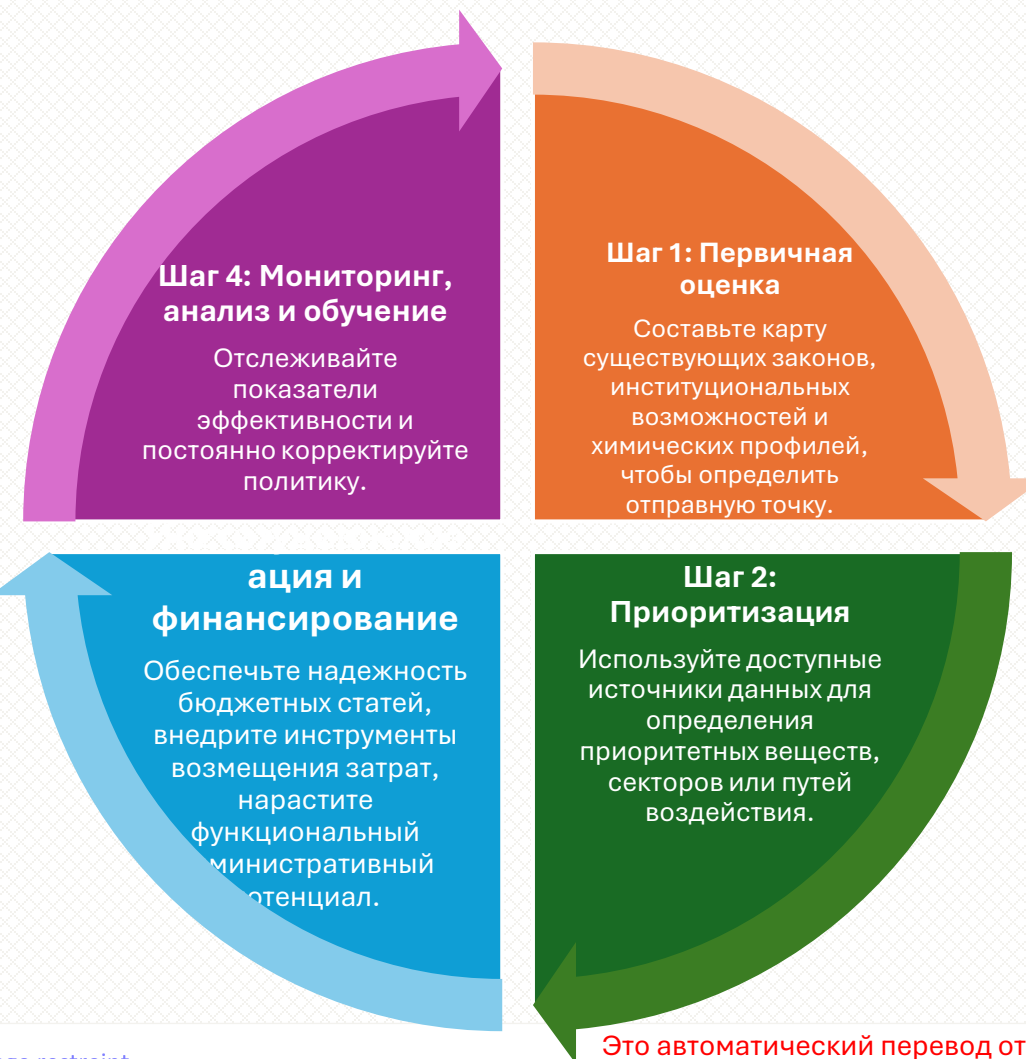 Шаг 1: Первичная
оценка
Составьте карту
существующих законов,
институциональных
возможностей и
химических профилей,
чтобы определить
отправную точку.
Шаг 2:
Приоритизация
Используйте доступные
источники данных для
определения
приоритетных веществ,
секторов или путей
воздействия.
ация и
финансирование
Обеспечьте надежность
бюджетных статей,
внедрите инструменты
возмещения затрат,
нарастите
функциональный
министративный
отенциал.
Шаг 4: Мониторинг,
анализ и обучение
Отслеживайте
показатели
эффективности и
постоянно корректируйте
политику.
Это автоматический перевод от